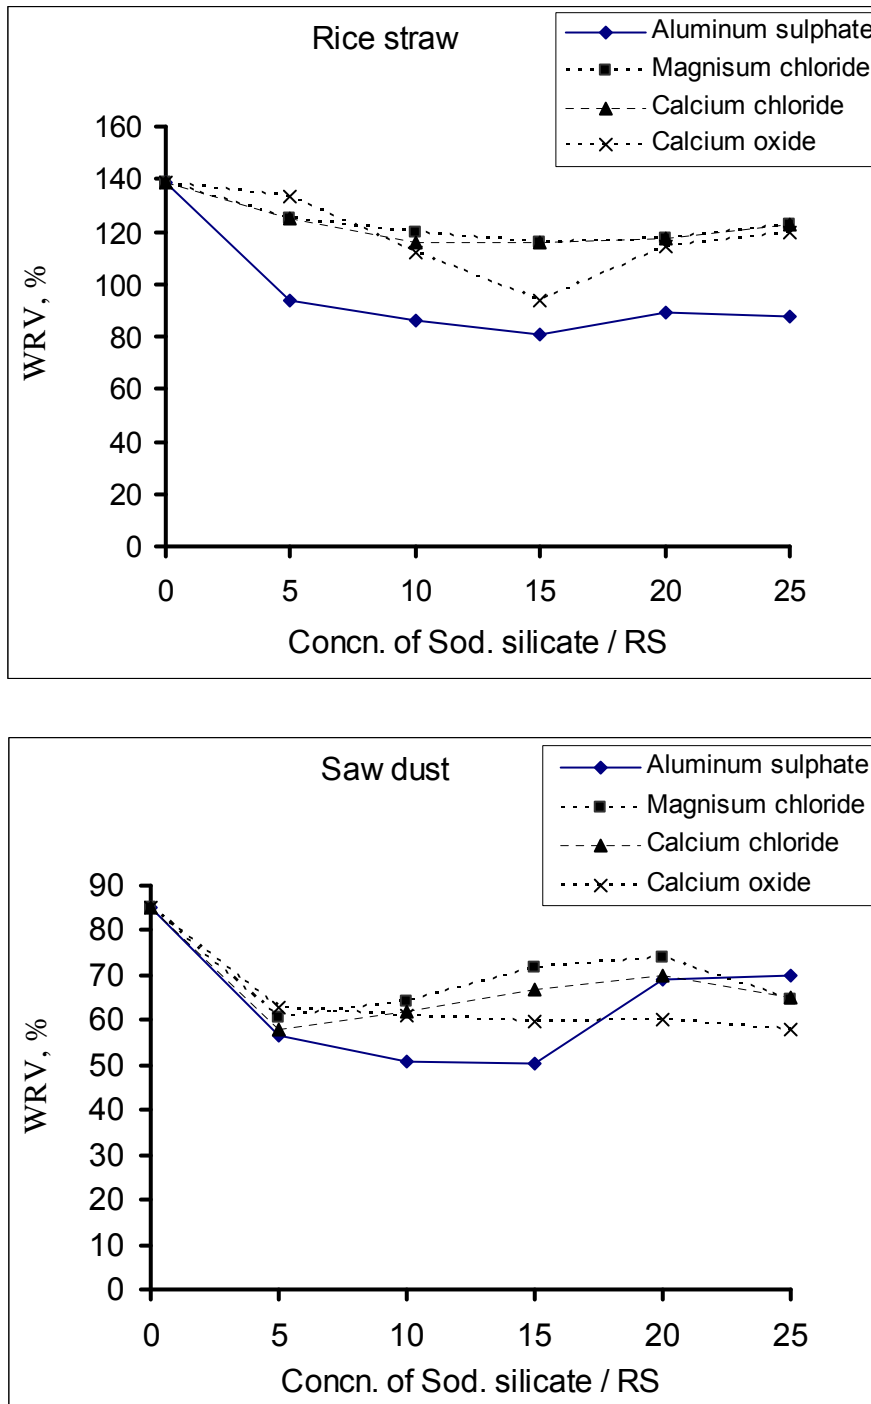 Rice straw
Aluminum sulphate
Magnisum chloride
Calcium chloride
Calcium oxide
160
140
120
100
80
60
40
20
0
WRV, %
0 5 10 15 20 25
Concn. of Sod. silicate / RS
Saw dust
Aluminum sulphate
Magnisum chloride
Calcium chloride
Calcium oxide
90
80
70
60
50
40
30
20
10
0
WRV, %
0 5 10 15 20 25
Concn. of Sod. silicate / RS